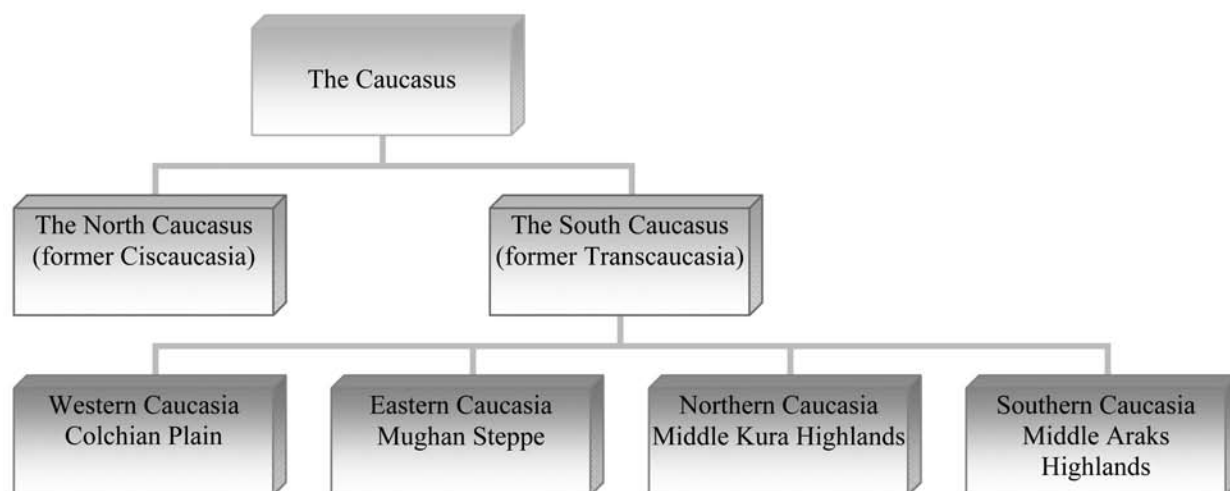 The Caucasus
The North Caucasus
(former Ciscaucasia)
The South Caucasus
(former Transcaucasia)
Western Caucasia
Colchian Plain
Eastern Caucasia
Mughan Steppe
Northern Caucasia
Middle Kura Highlands
Southern Caucasia
Middle Araks
Highlands